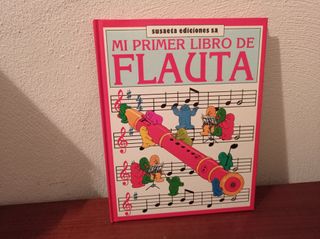 susaeta ediciones sa
MI PRIMER LIBRO DE
FLAUTA